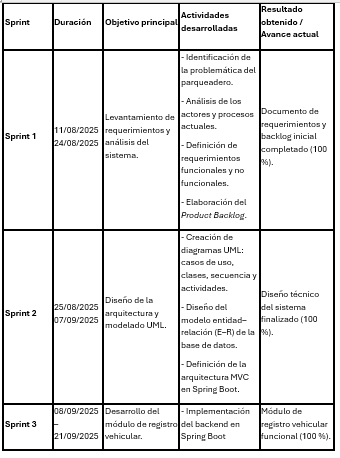 Sprint
Duración
Objetivo principal
Actividades
desarrolladas
Resultado
obtenido /
Avance actual
Sprint 1
11/08/2025
24/08/2025
Levantamiento de
requerimientos y
análisis del
sistema.
- Identificación de
la problemática del
parqueadero.
- Análisis de los
actores y procesos
actuales.
- Definición de
requerimientos
funcionales y no
funcionales.
- Elaboración del
Product Backlog.
Documento de
requerimientos y
backlog inicial
completado (100
%).
Sprint 2
25/08/2025
07/09/2025
Diseño de la
arquitectura y
modelado UML.
- Creación de
diagramas UML:
casos de uso,
clases, secuencia y
actividades.
- Diseño del
modelo entidad–
relación (E–R) de la
base de datos.
- Definición de la
arquitectura MVC
en Spring Boot.
Diseño técnico
del sistema
finalizado (100
%).
Sprint 3
08/09/2025
–
21/09/2025
Desarrollo del
módulo de registro
vehicular.
- Implementación
del backend en
Spring Boot
Módulo de
registro vehicular
funcional (100 %).